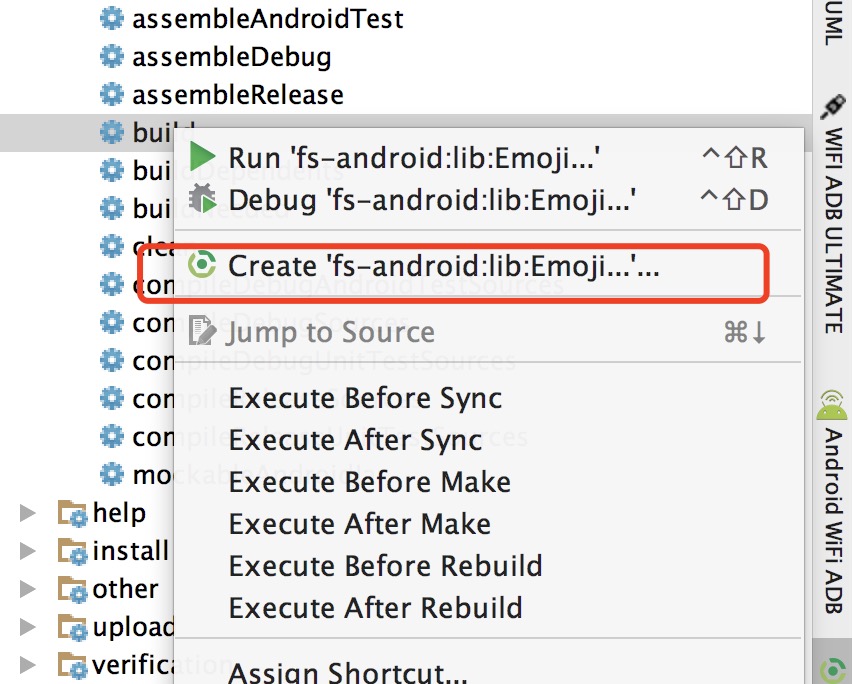 assembleAndroidTest
assembleDebug
assembleRelease
build
Run 'fs-android:lib:Emoji...' ^⇧R
buildDependents
Debug 'fs-android:lib:Emoji...' ^⇧D
buildNeeded
clean
Create 'fs-android:lib:Emoji...'...
compileDebugAndroidTestSources
compileDebugSources
Jump to Source ⌘↓
compileDebugUnitTestSources
Execute Before Sync
Execute After Sync
mockableAndroidJar
Execute Before Make
help
Execute After Make
install
Execute Before Rebuild
other
Execute After Rebuild
upload
verification
Assign Shortcut...
UML
WIFI ADB ULTIMATE
Android WiFi ADB